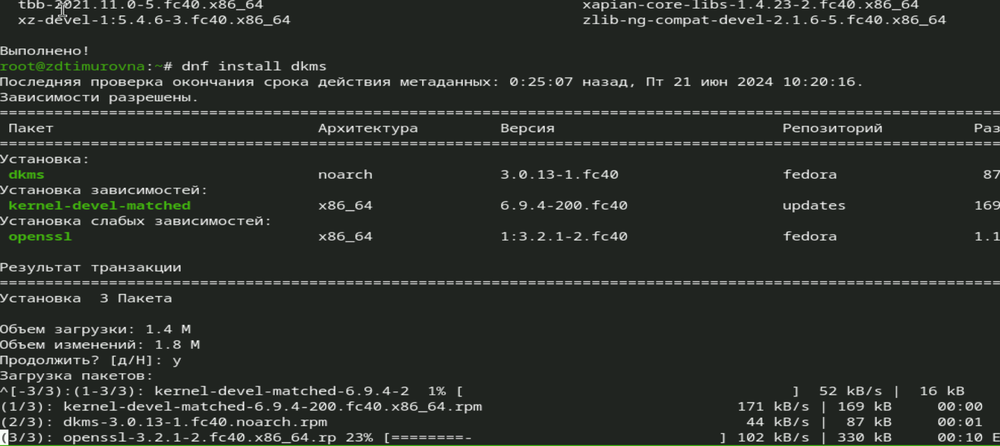 tbb-2021.11.0-5.fc40.x86_64 xapian-core-libs-1.4.23-2.fc40.x86_64
xz-devel-1:5.4.6-3.fc40.x86_64 zlib-ng-compat-devel-2.1.6-5.fc40.x86_64
Выполнено!
root@zdtimurovna:~# dnf install dkms
Последняя проверка окончания срока действия метаданных: 0:25:07 назад, Пт 21 июн 2024 10:20:16.
Зависимости разрешены.
================================================================================================================
Пакет Архитектура Версия Репозиторий Раз
================================================================================================================
Установка:
dkms noarch 3.0.13-1.fc40 fedora 87
Установка зависимостей:
kernel-devel-matched x86_64 6.9.4-200.fc40 updates 169
Установка слабых зависимостей:
openssl x86_64 1:3.2.1-2.fc40 fedora 1.1
Результат транзакции
================================================================================================================
Установка  3 Пакета
Объем загрузки: 1.4 M
Объем изменений: 1.8 M
Продолжить? [д/Н]: y
Загрузка пакетов:
^[-3/3):(1-3/3): kernel-devel-matched-6.9.4-2  1% [ ]  52 kB/s |  16 kB
(1/3): kernel-devel-matched-6.9.4-200.fc40.x86_64.rpm 171 kB/s | 169 kB 00:00
(2/3): dkms-3.0.13-1.fc40.noarch.rpm 44 kB/s |  87 kB 00:01
(3/3): openssl-3.2.1-2.fc40.x86_64.rp 23% [========- ] 102 kB/s | 330 kB 00:10 E